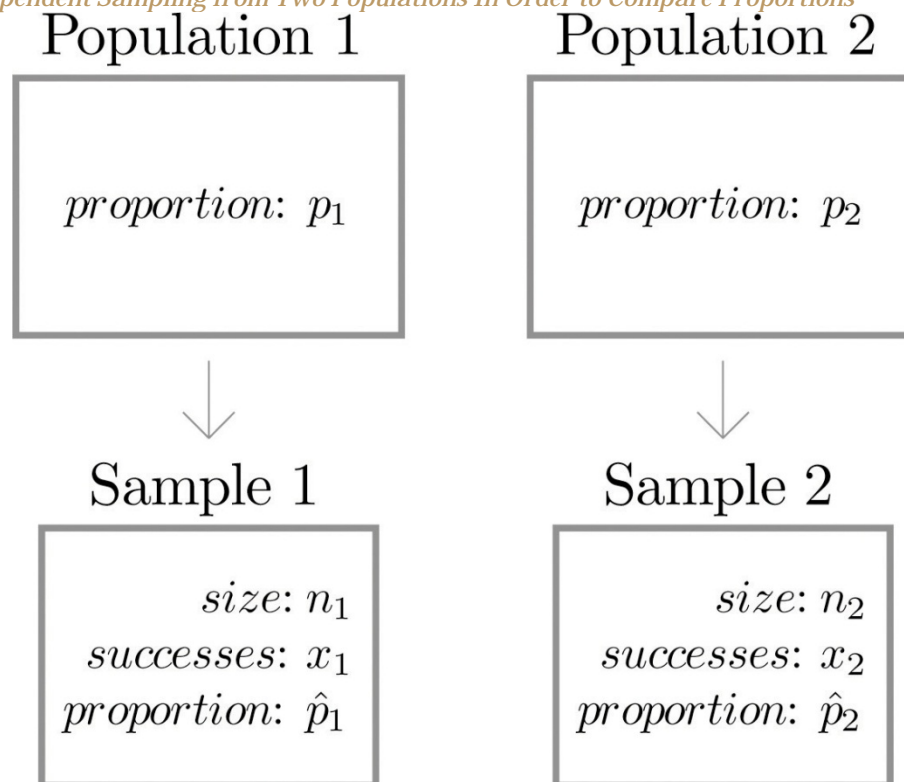 pendent Sampling from Two Populations In Order to Compare Proportions
Population 1
Population 2
proportion: p₁
proportion: p₂
Sample 1
Sample 2
size: n₁
successes: x₁
proportion: p̂₁
size: n₂
successes: x₂
proportion: p̂₂